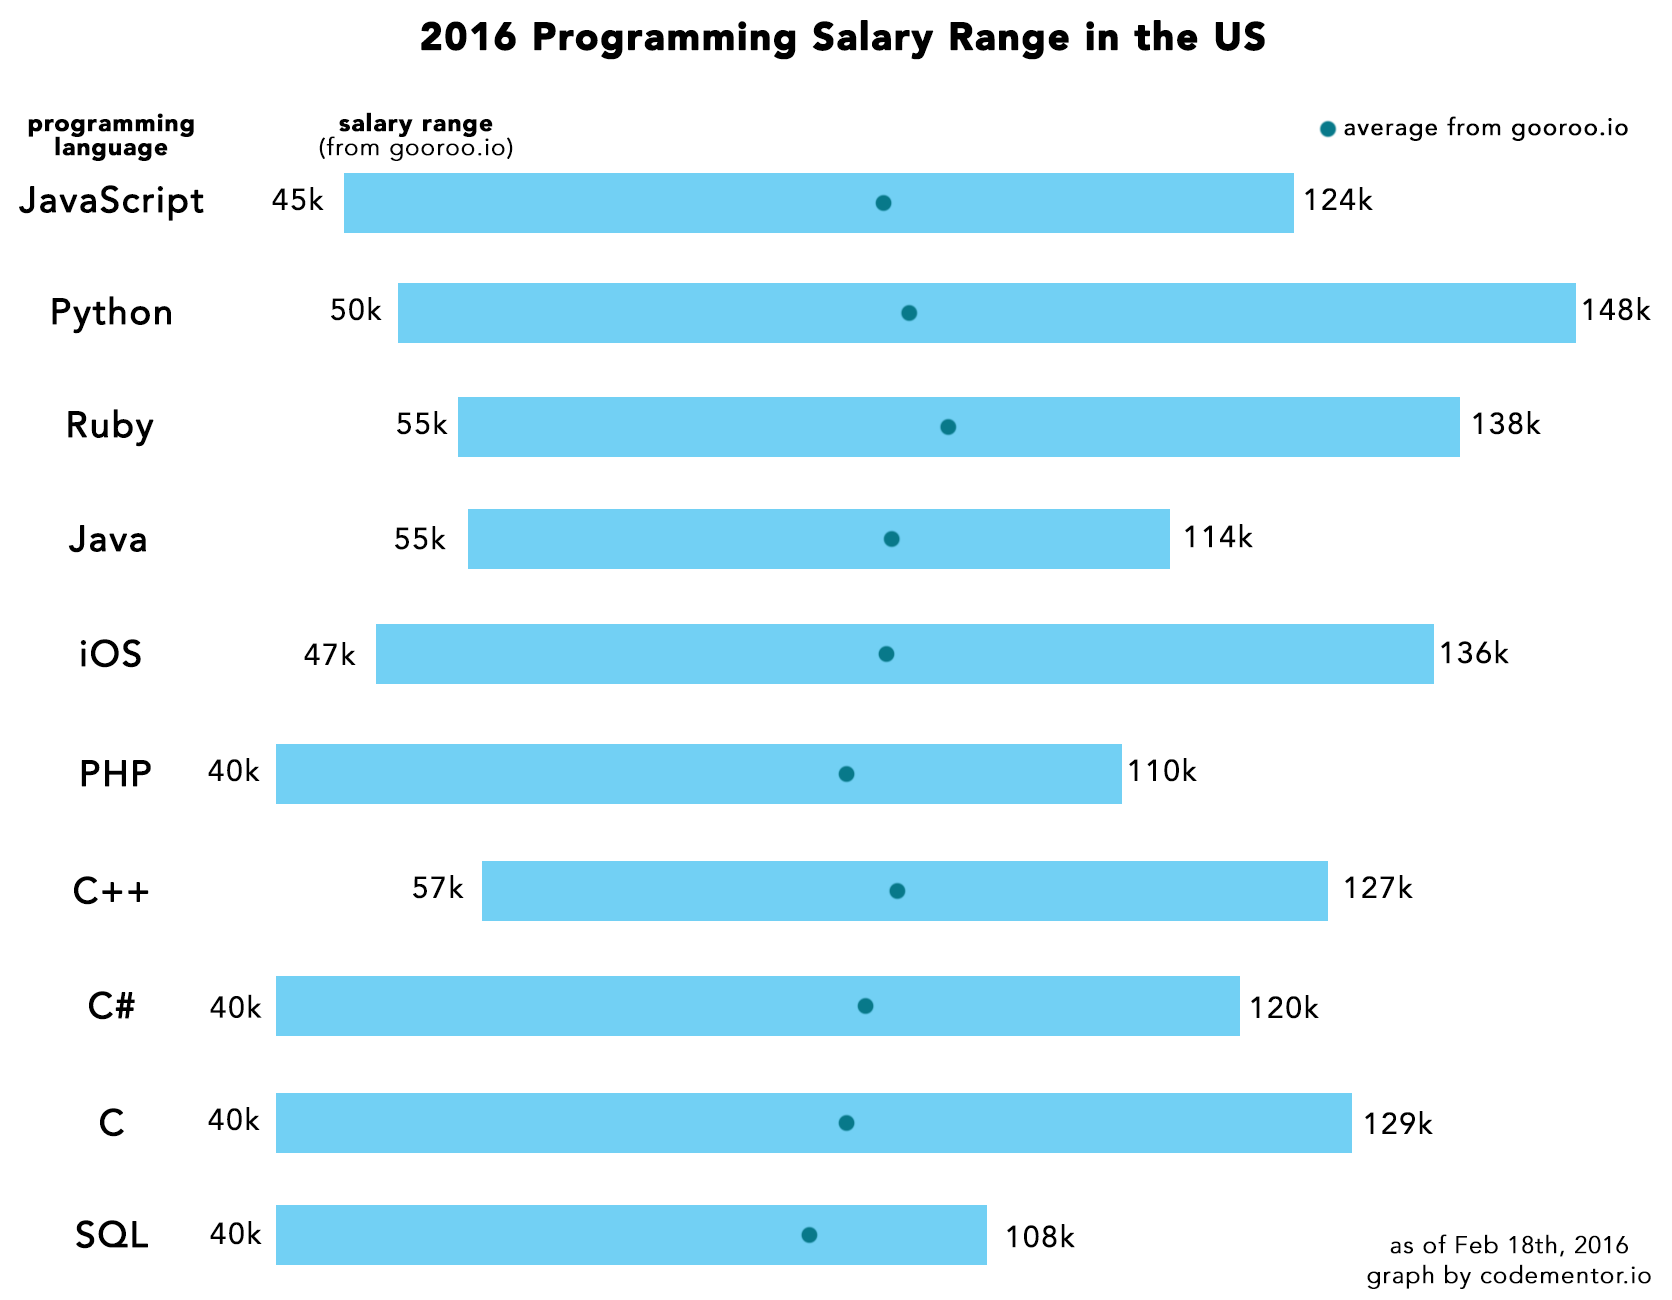 2016 Programming Salary Range in the US
programming
language
salary range
(from gooroo.io)
average from gooroo.io
JavaScript 45k 124k
Python 50k 148k
Ruby 55k 138k
Java 55k 114k
iOS 47k 136k
PHP 40k 110k
C++ 57k 127k
C# 40k 120k
C 40k 129k
SQL 40k 108k
as of Feb 18th, 2016
graph by codementor.io